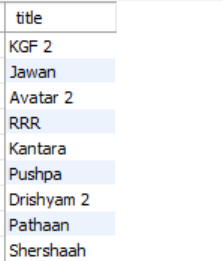 title
KGF 2
Jawan
Avatar 2
RRR
Kantara
Pushpa
Drishyam 2
Pathaan
Shershaah